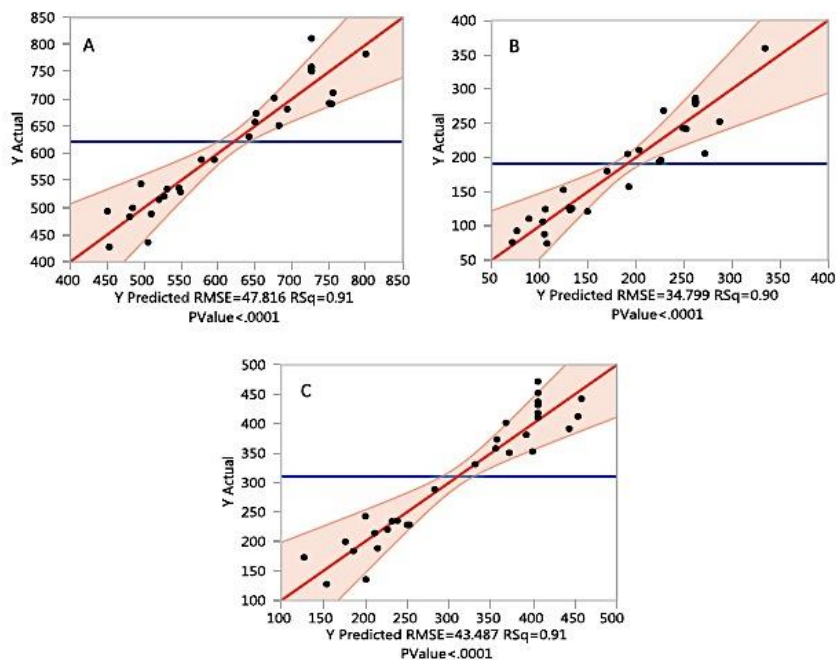 A
Y Actual
850
800
750
700
650
600
550
500
450
400
400 450 500 550 600 650 700 750 800 850
Y Predicted RMSE=47.816 RSq=0.91
PValue<.0001
B
Y Actual
400
350
300
250
200
150
100
50
50 100 150 200 250 300 350 400
Y Predicted RMSE=34.799 RSq=0.90
PValue<.0001
C
Y Actual
500
450
400
350
300
250
200
150
100
100 150 200 250 300 350 400 450 500
Y Predicted RMSE=43.487 RSq=0.91
PValue<.0001